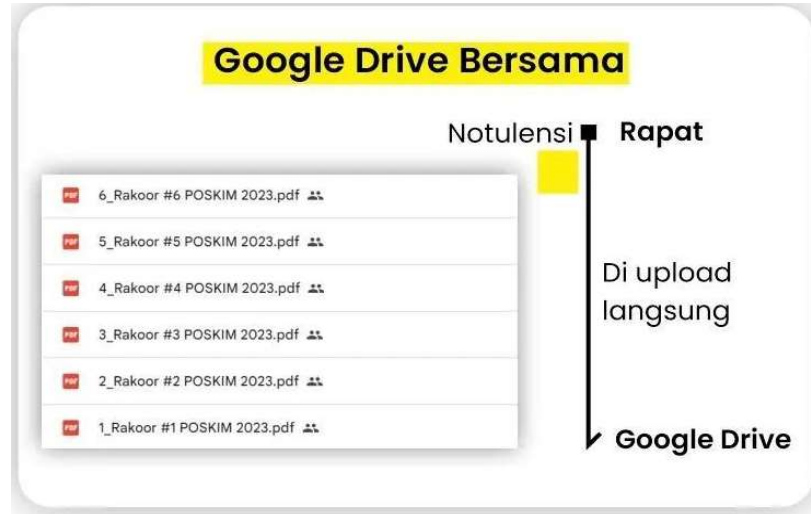 Google Drive Bersama
Notulensi Rapat
6_Rakoor #6 POSKIM 2023.pdf
5_Rakoor #5 POSKIM 2023.pdf
4_Rakoor #4 POSKIM 2023.pdf
3_Rakoor #3 POSKIM 2023.pdf
2_Rakoor #2 POSKIM 2023.pdf
1_Rakoor #1 POSKIM 2023.pdf
Di upload
langsung
Google Drive